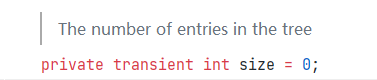 The number of entries in the tree
private transient int size = 0;